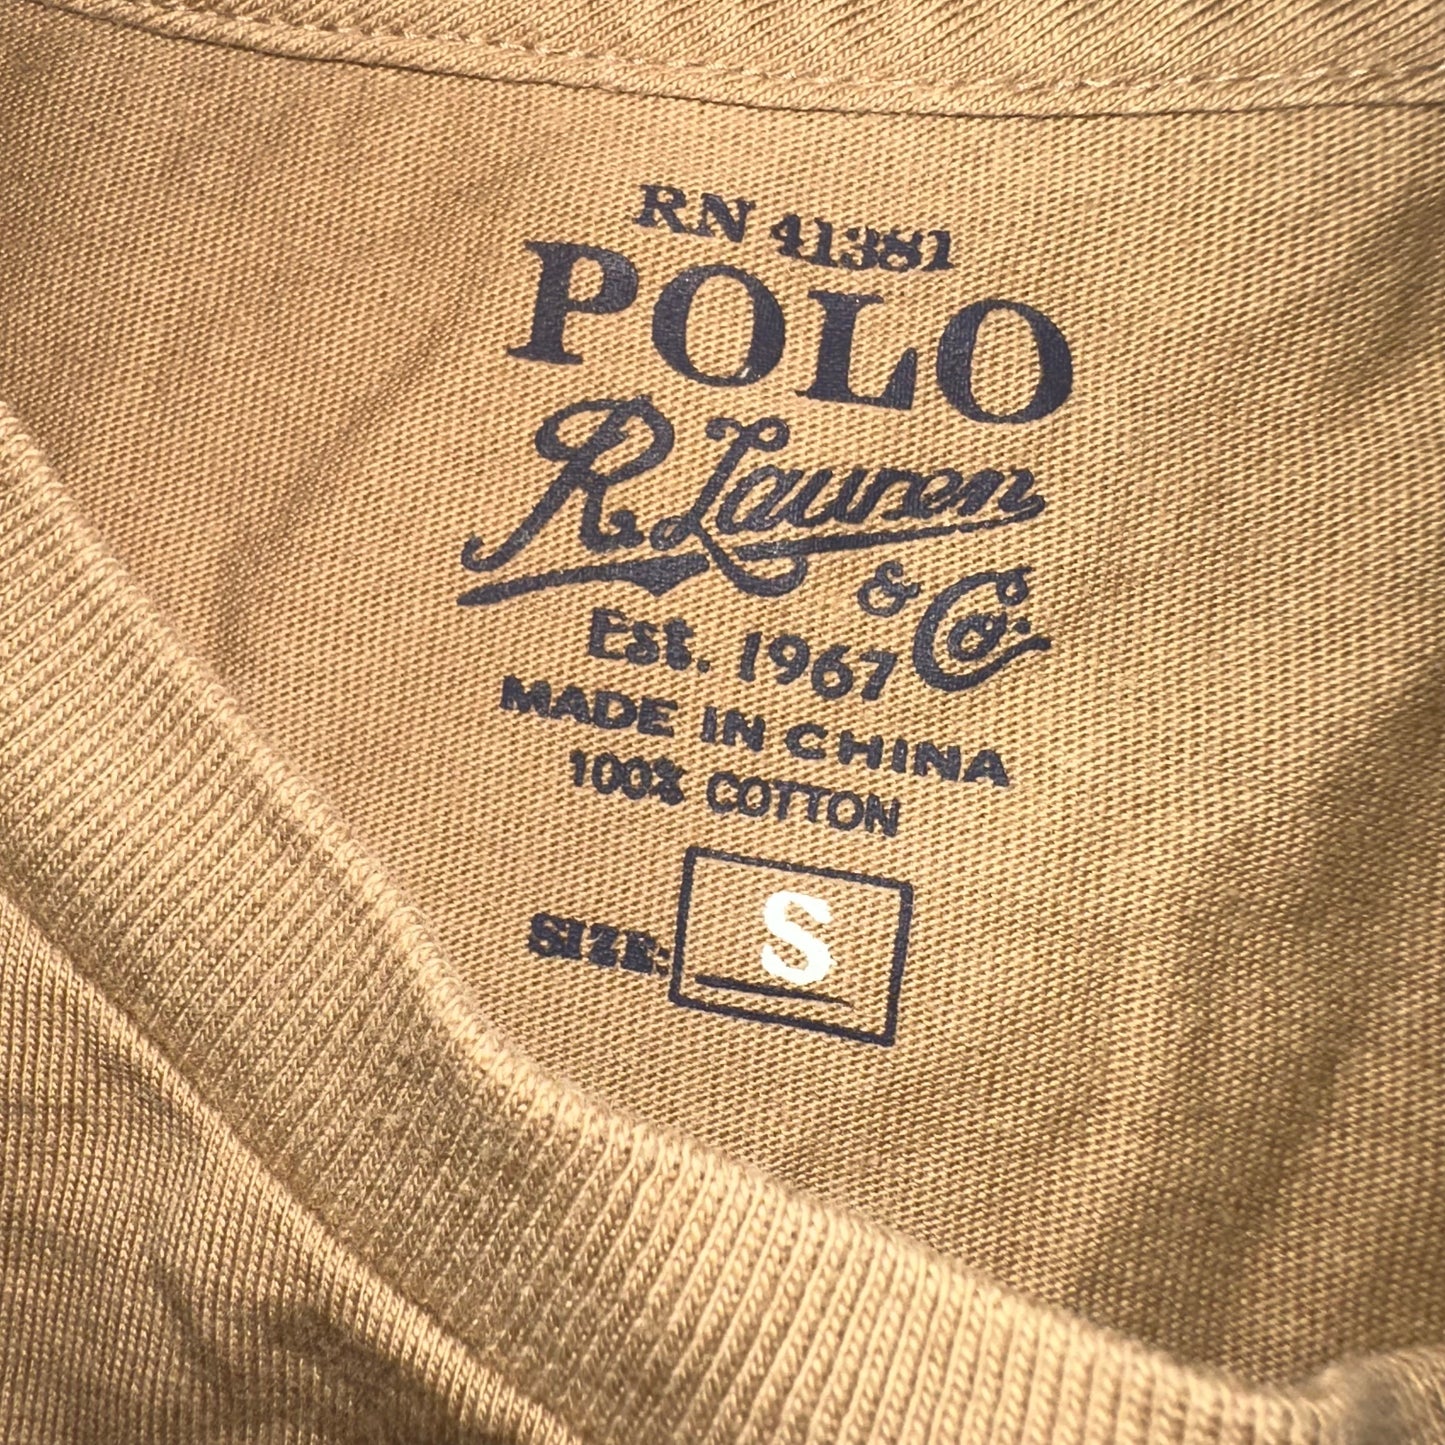 RN 41381
POLO
R. Lauren
& Co.
Est. 1967
MADE IN CHINA
100% COTTON
SIZE: S